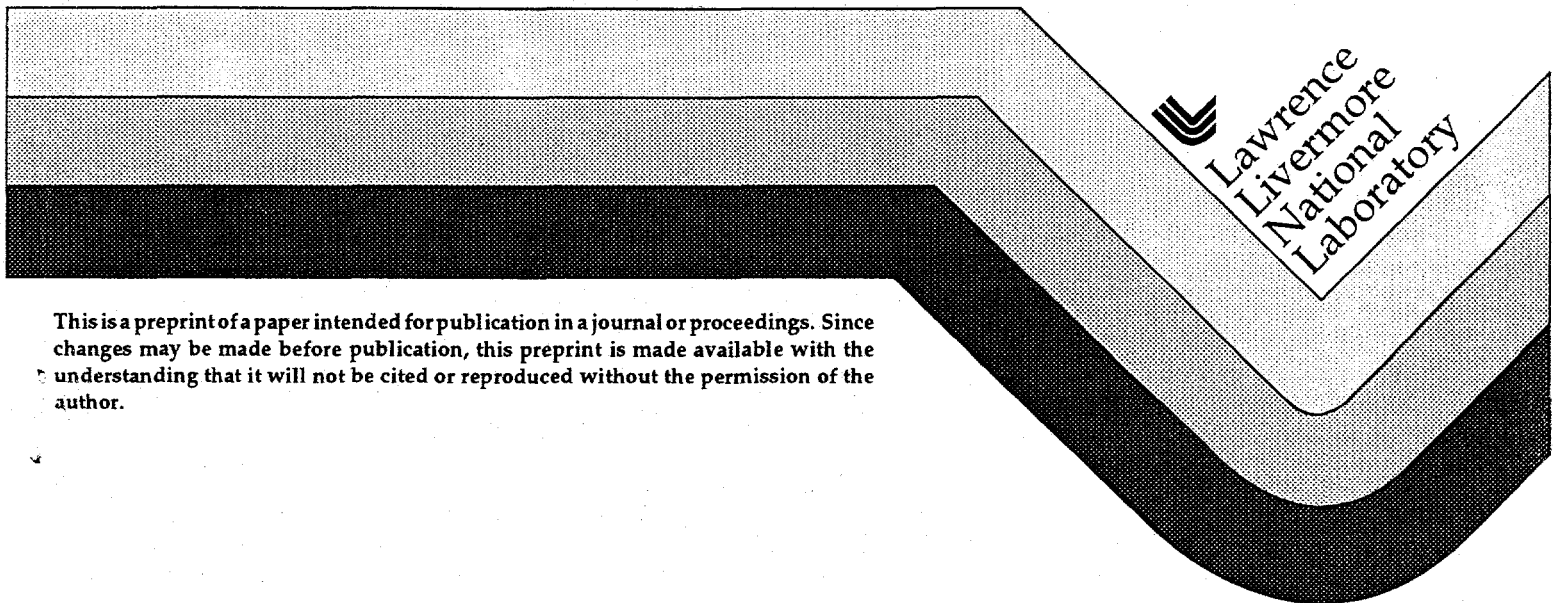 Lawrence
Livermore
National
Laboratory
This is a preprint of a paper intended for publication in a journal or proceedings. Since
changes may be made before publication, this preprint is made available with the
understanding that it will not be cited or reproduced without the permission of the
author.